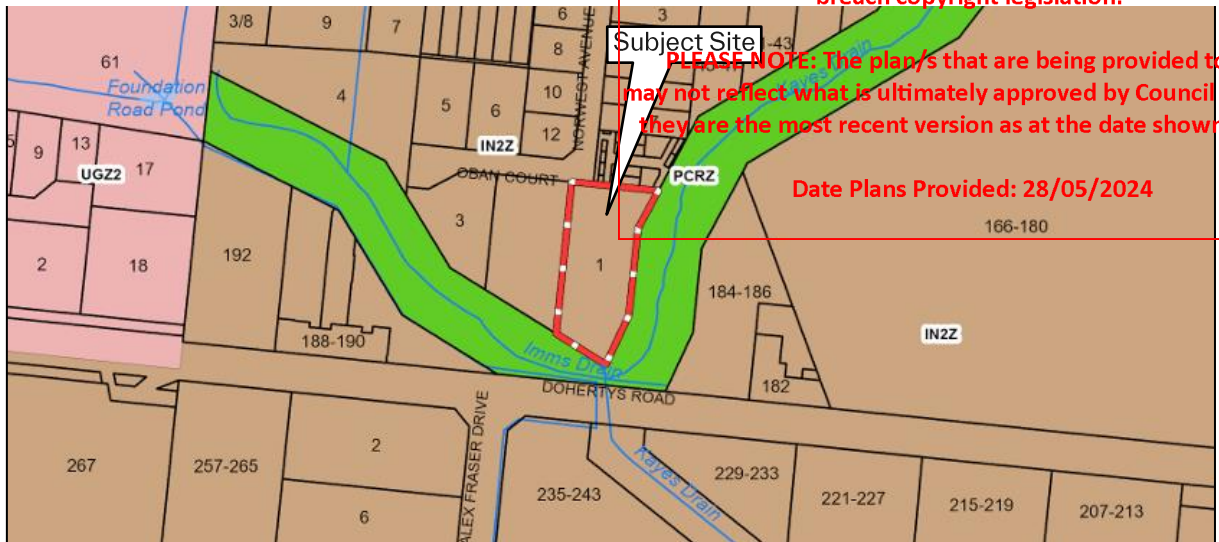 breach copyright legislation.
3/8
9
7
6
3
Subject Site
8
NORWEST AVENUE
PLEASE NOTE: The plan/s that are being provided to
61
Foundation
Road Pond
Kayes Drain
4
5
6
10
may not reflect what is ultimately approved by Council
12
they are the most recent version as at the date shown
9
13
17
UGZ2
IN2Z
OBAN COURT
PCRZ
Date Plans Provided: 28/05/2024
3
166-180
192
2
18
1
184-186
188-190
Imms Drain
IN2Z
DOHERTYS ROAD
182
ALEX FRASER DRIVE
2
267
257-265
235-243
Kayes Drain
229-233
221-227
215-219
207-213
6